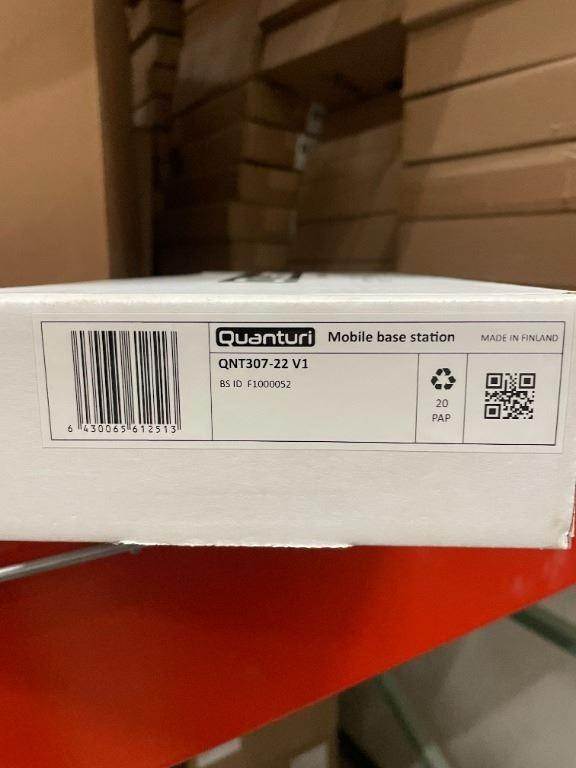 Quanturi Mobile base station MADE IN FINLAND
QNT307-22 V1
BS ID F1000052
20
PAP
6 430065 612513